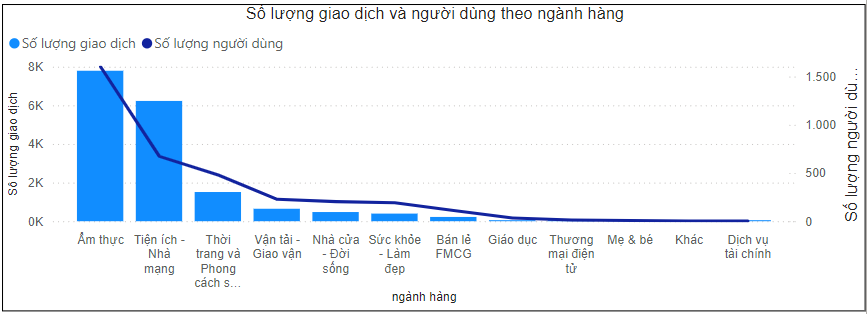 Số lượng giao dịch và người dùng theo ngành hàng
Số lượng giao dịch Số lượng người dùng
8K
6K
4K
2K
0K
Số lượng giao dịch
1.500
1.000
500
0
Số lượng người dù...
Ẩm thực
Tiện ích -
Nhà
mạng
Thời
trang và
Phong
cách s...
Vận tải -
Giao vận
Nhà cửa
- Đời
sống
Sức khỏe
- Làm
đẹp
Bán lẻ
FMCG
Giáo dục
Thương
mại điện
tử
Mẹ & bé
Khác
Dịch vụ
tài chính
ngành hàng